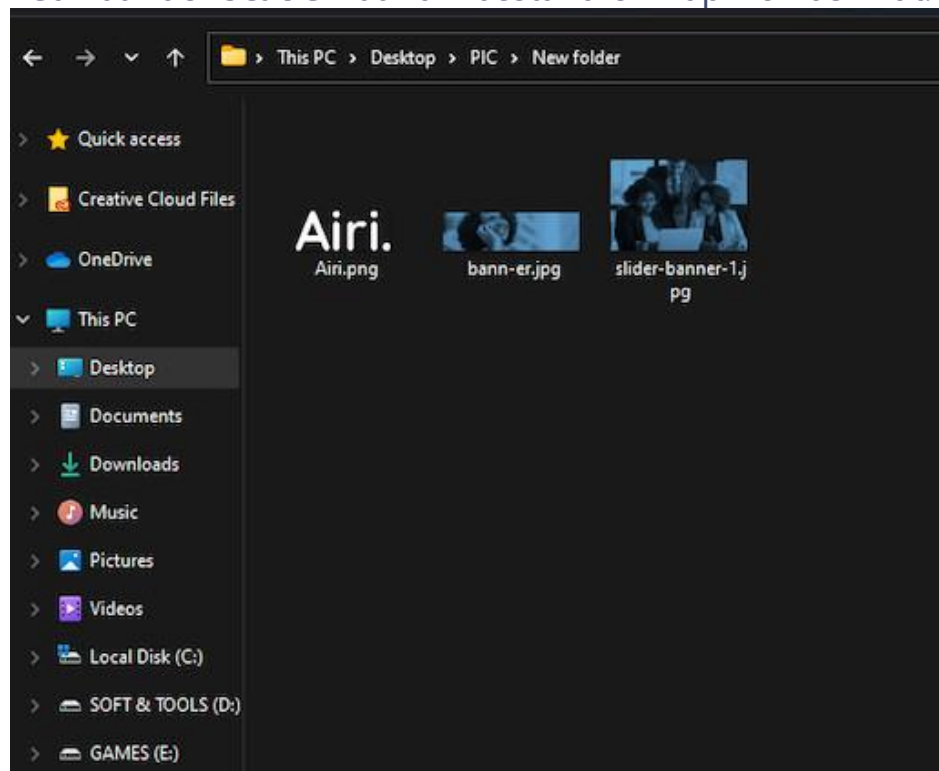 This PC > Desktop > PIC > New folder
Quick access
Creative Cloud Files
OneDrive
This PC
Desktop
Documents
Downloads
Music
Pictures
Videos
Local Disk (C:)
SOFT & TOOLS (D:)
GAMES (E:)
Airi.
Airi.png
bann-er.jpg
slider-banner-1.j
pg